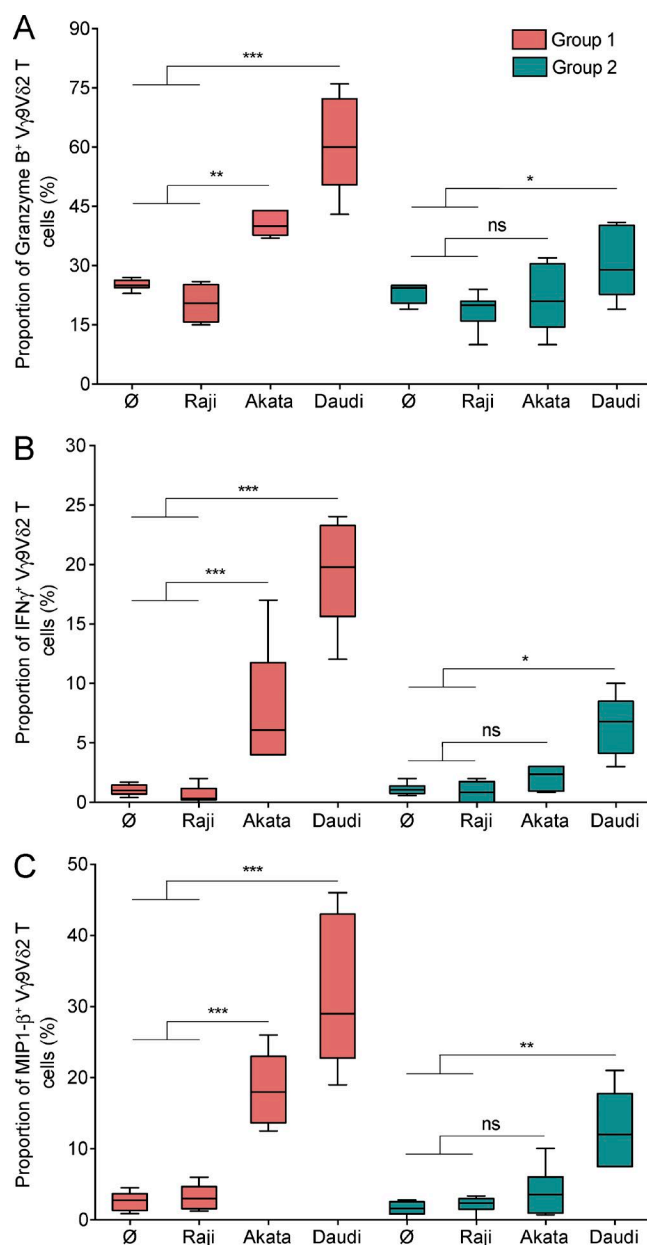 A
Proportion of Granzyme B⁺ Vγ9Vδ2 T
cells (%)
90
75
60
45
30
15
0
Group 1
Group 2
***
**
*
ns
Ø Raji Akata Daudi Ø Raji Akata Daudi
B
Proportion of IFNγ⁺ Vγ9Vδ2 T
cells (%)
30
25
20
15
10
5
0
***
***
*
ns
Ø Raji Akata Daudi Ø Raji Akata Daudi
C
Proportion of MIP1-β⁺ Vγ9Vδ2 T
cells (%)
50
40
30
20
10
0
***
***
**
ns
Ø Raji Akata Daudi Ø Raji Akata Daudi